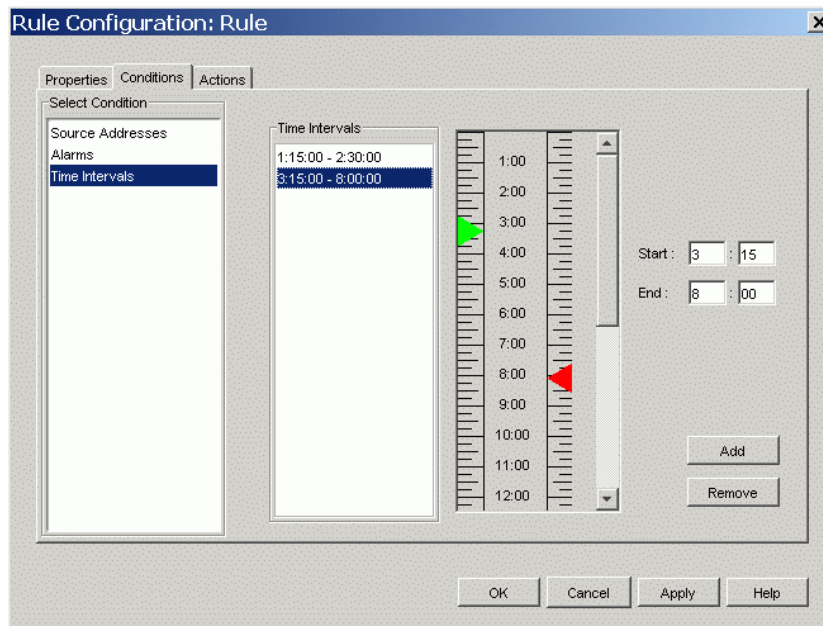 Rule Configuration: Rule
Properties Conditions Actions
Select Condition
Source Addresses
Alarms
Time Intervals
Time Intervals
1:15:00 - 2:30:00
3:15:00 - 8:00:00
1:00
2:00
3:00
4:00
5:00
6:00
7:00
8:00
9:00
10:00
11:00
12:00
Start : 3 : 15
End : 8 : 00
Add
Remove
OK Cancel Apply Help